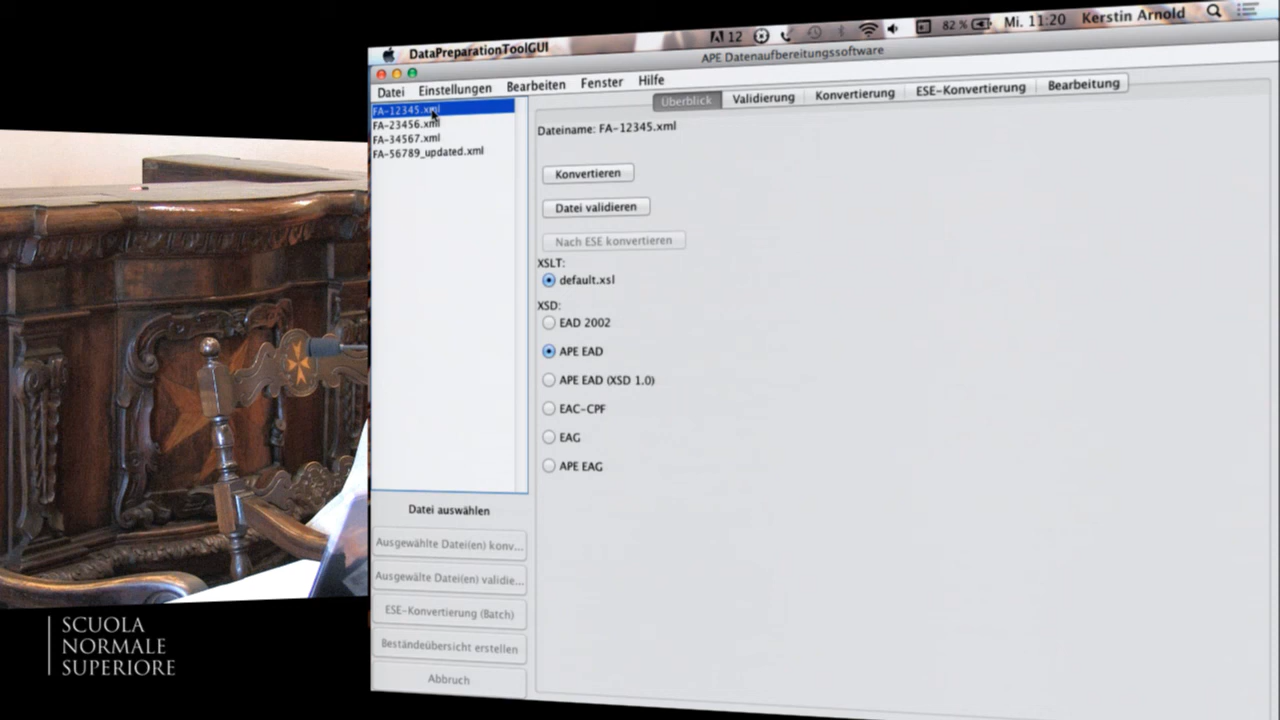 DataPreparationToolGUI
12
82 %
Mi. 11:20
Kerstin Arnold
APE Datenaufbereitungssoftware
Datei Einstellungen Bearbeiten Fenster Hilfe
FA-12345.xml
FA-23456.xml
FA-34567.xml
FA-56789_updated.xml
Überblick Validierung Konvertierung ESE-Konvertierung Bearbeitung
Dateiname: FA-12345.xml
Konvertieren
Datei validieren
Nach ESE konvertieren
XSLT:
default.xsl
XSD:
EAD 2002
APE EAD
APE EAD (XSD 1.0)
EAC-CPF
EAG
APE EAG
Datei auswählen
Ausgewählte Datei(en) konv...
Ausgewälte Datei(en) validie...
ESE-Konvertierung (Batch)
Beständeübersicht erstellen
Abbruch
SCUOLA
NORMALE
SUPERIORE